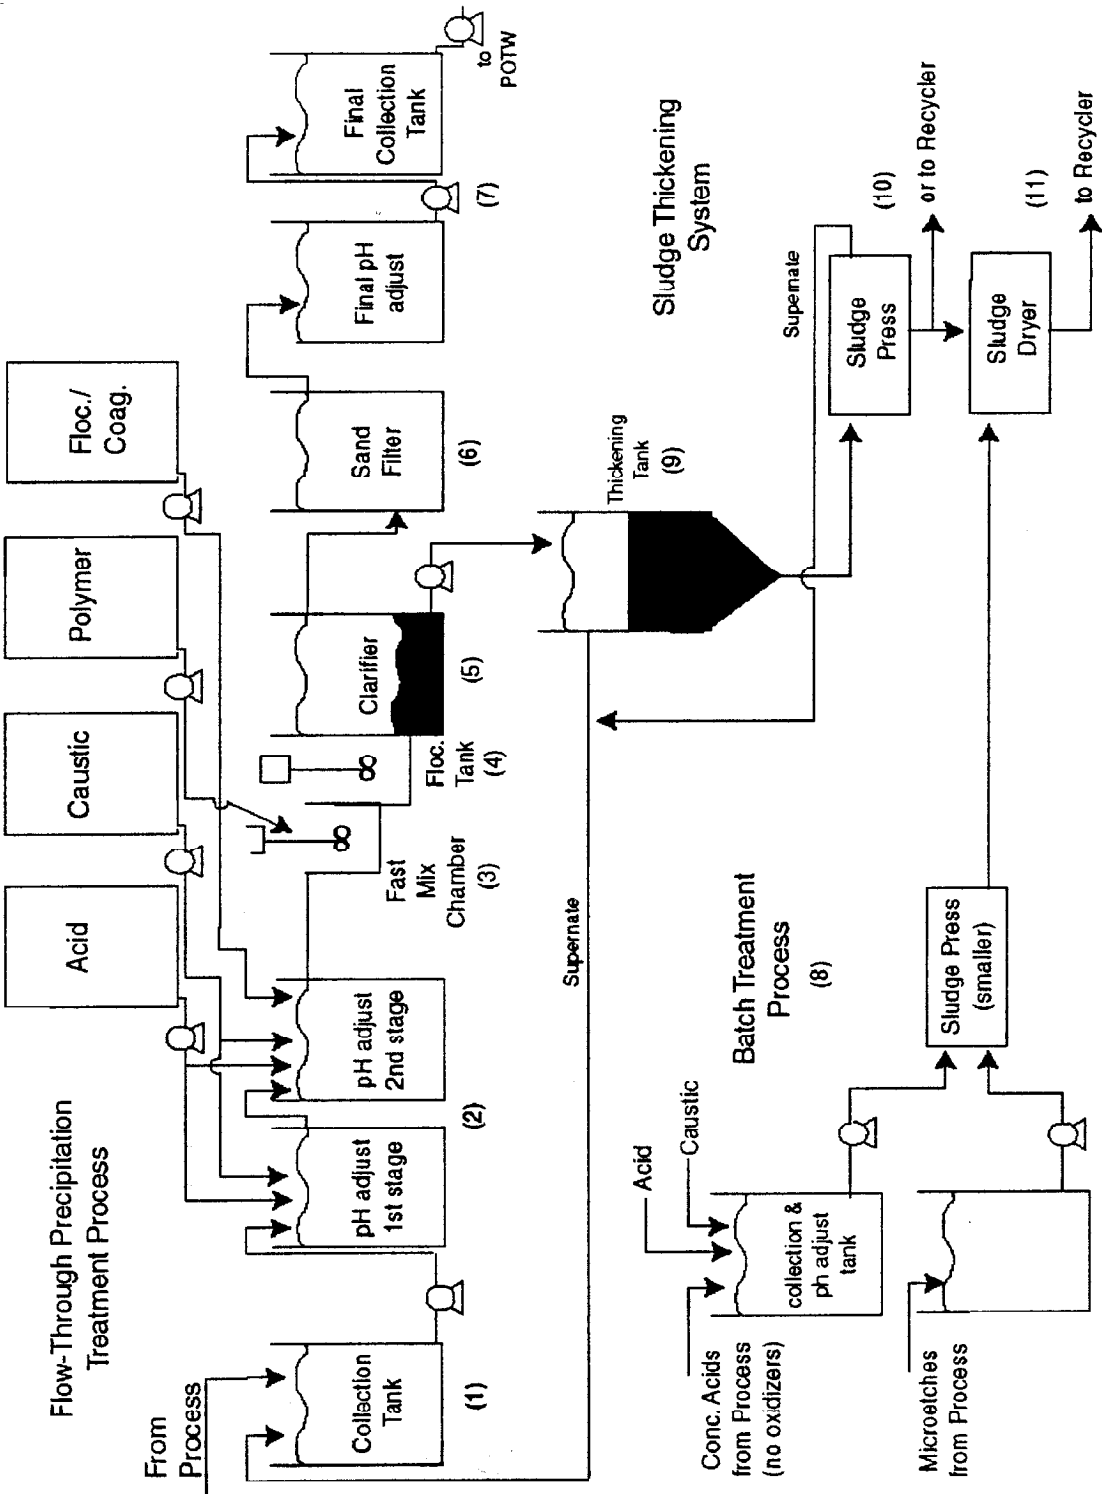 Flow-Through Precipitation
Treatment Process
Acid
Caustic
Polymer
Floc./
Coag.
From
Process
Collection
Tank
(1)
pH adjust
1st stage
(2)
pH adjust
2nd stage
Fast
Mix
Chamber
(3)
Floc.
Tank
(4)
Clarifier
(5)
Sand
Filter
(6)
Final pH
adjust
(7)
Final
Collection
Tank
to
POTW
Supernate
Thickening
Tank
(9)
Sludge Thickening
System
Batch Treatment
Process
(8)
Conc. Acids
from Process
(no oxidizers)
Acid
Caustic
collection &
ph adjust
tank
Microetches
from Process
Sludge Press
(smaller)
Supernate
Sludge
Press
(10)
or to Recycler
Sludge
Dryer
(11)
to Recycler